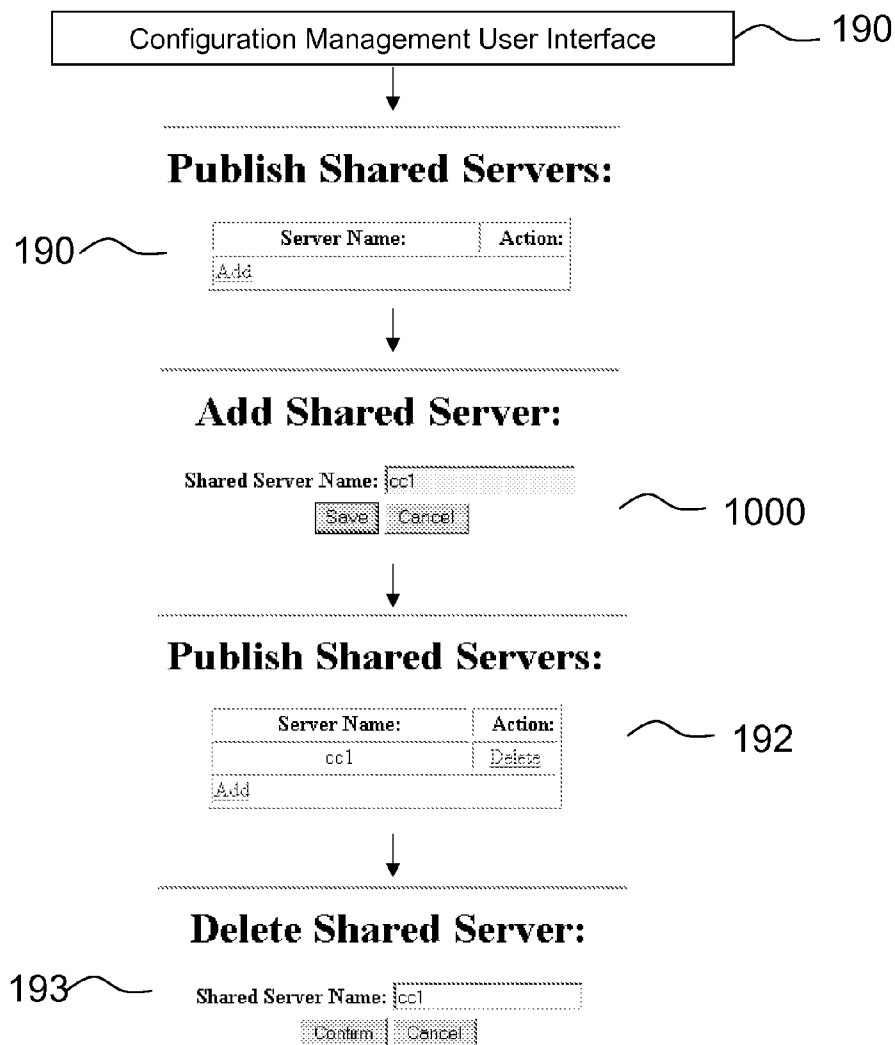 Configuration Management User Interface 190
Publish Shared Servers:
190
Server Name: Action:
Add
Add Shared Server:
Shared Server Name: cc1
Save Cancel
1000
Publish Shared Servers:
Server Name: Action:
192
cc1 Delete
Add
Delete Shared Server:
193
Shared Server Name: cc1
Confirm Cancel